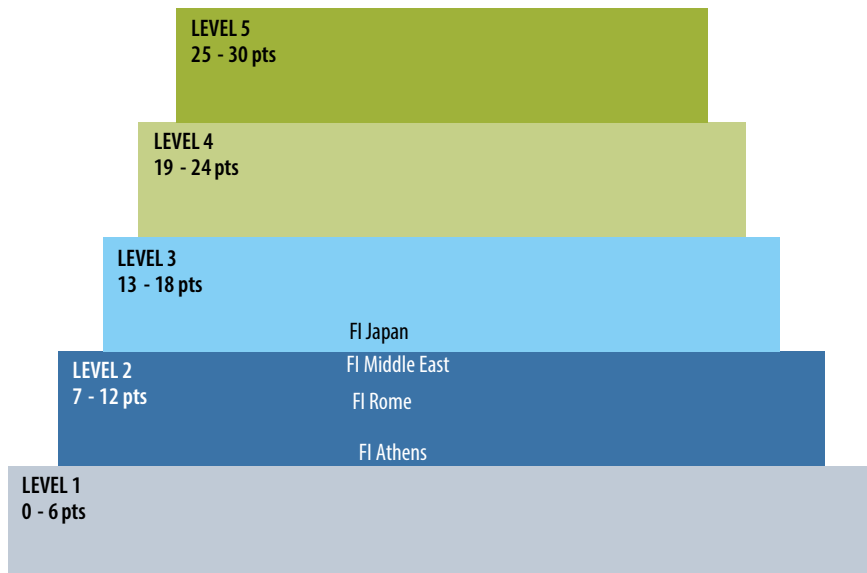 LEVEL 5
25 - 30 pts
LEVEL 4
19 - 24 pts
LEVEL 3
13 - 18 pts
FI Japan
LEVEL 2
7 - 12 pts
FI Middle East
FI Rome
FI Athens
LEVEL 1
0 - 6 pts